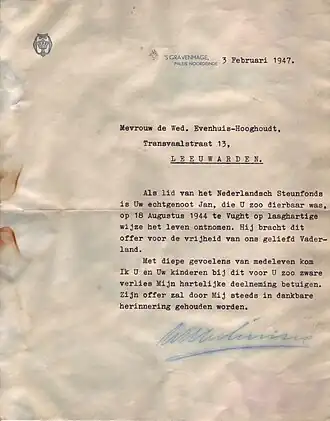 'S GRAVENHAGE,
PALEIS NOORDEINDE
3 Februari 1947.
Mevrouw de Wed. Evenhuis-Hooghoudt,
Transvaalstraat 13,
LEEUWARDEN.
Als lid van het Nederlandsch Steunfonds
is Uw echtgenoot Jan, die U zoo dierbaar was,
op 18 Augustus 1944 te Vught op laaghartige
wijze het leven ontnomen. Hij bracht dit
offer voor de vrijheid van ons geliefd Vader-
land.
Met diepe gevoelens van medeleven kom
Ik U en Uw kinderen bij dit voor U zoo zware
verlies Mijn hartelijke deelneming betuigen.
Zijn offer zal door Mij steeds in dankbare
herinnering gehouden worden.
Wilhelmina